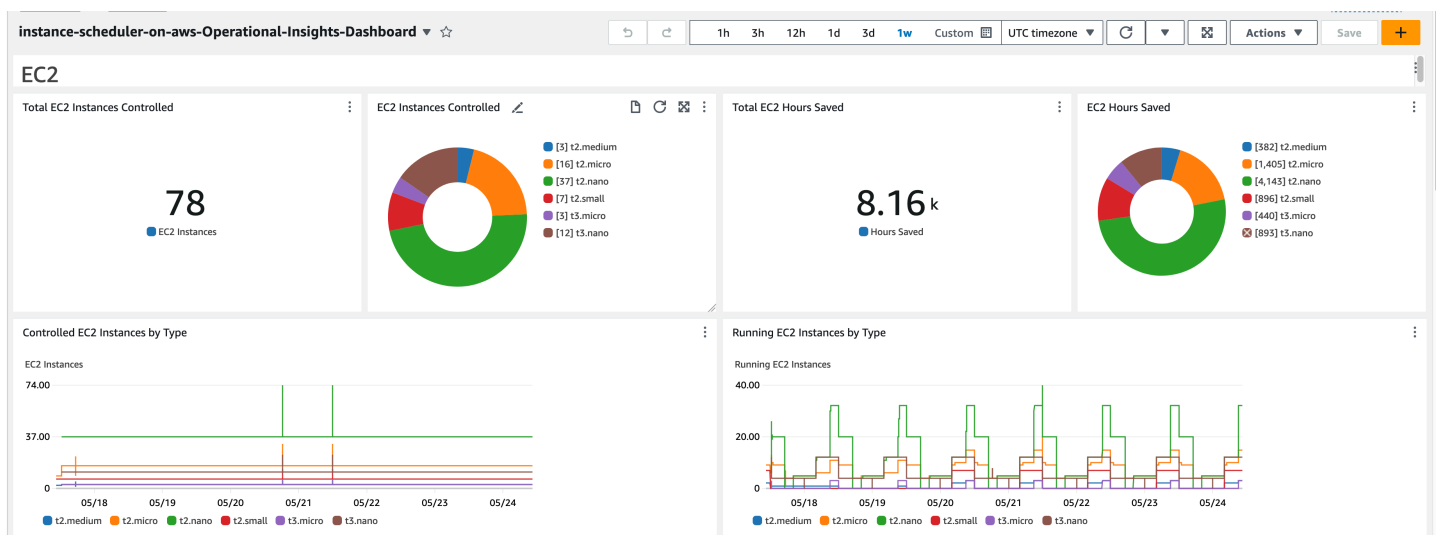 instance-scheduler-on-aws-Operational-Insights-Dashboard
1h 3h 12h 1d 3d 1w Custom UTC timezone Actions Save +
EC2
Total EC2 Instances Controlled
78
EC2 Instances
EC2 Instances Controlled
[3] t2.medium
[16] t2.micro
[37] t2.nano
[7] t2.small
[3] t3.micro
[12] t3.nano
Total EC2 Hours Saved
8.16 k
Hours Saved
EC2 Hours Saved
[382] t2.medium
[1,405] t2.micro
[4,143] t2.nano
[896] t2.small
[440] t3.micro
[893] t3.nano
Controlled EC2 Instances by Type
EC2 Instances
74.00
37.00
0
05/18 05/19 05/20 05/21 05/22 05/23 05/24
t2.medium t2.micro t2.nano t2.small t3.micro t3.nano
Running EC2 Instances by Type
Running EC2 Instances
40.00
20.00
0
05/18 05/19 05/20 05/21 05/22 05/23 05/24
t2.medium t2.micro t2.nano t2.small t3.micro t3.nano